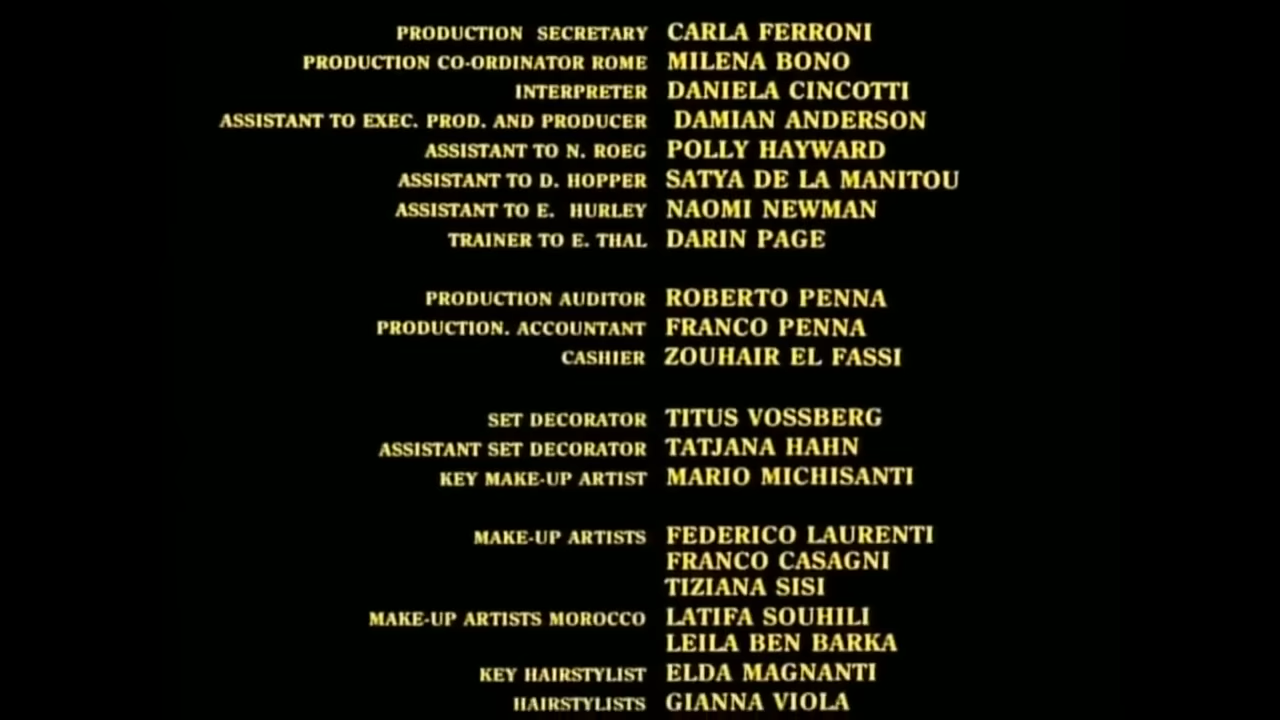 PRODUCTION SECRETARY CARLA FERRONI
PRODUCTION CO-ORDINATOR ROME MILENA BONO
INTERPRETER DANIELA CINCOTTI
ASSISTANT TO EXEC. PROD. AND PRODUCER DAMIAN ANDERSON
ASSISTANT TO N. ROEG POLLY HAYWARD
ASSISTANT TO D. HOPPER SATYA DE LA MANITOU
ASSISTANT TO E. HURLEY NAOMI NEWMAN
TRAINER TO E. THAL DARIN PAGE
PRODUCTION AUDITOR ROBERTO PENNA
PRODUCTION. ACCOUNTANT FRANCO PENNA
CASHIER ZOUHAIR EL FASSI
SET DECORATOR TITUS VOSSBERG
ASSISTANT SET DECORATOR TATJANA HAHN
KEY MAKE-UP ARTIST MARIO MICHISANTI
MAKE-UP ARTISTS FEDERICO LAURENTI
FRANCO CASAGNI
TIZIANA SISI
MAKE-UP ARTISTS MOROCCO LATIFA SOUHILI
LEILA BEN BARKA
KEY HAIRSTYLIST ELDA MAGNANTI
HAIRSTYLISTS GIANNA VIOLA